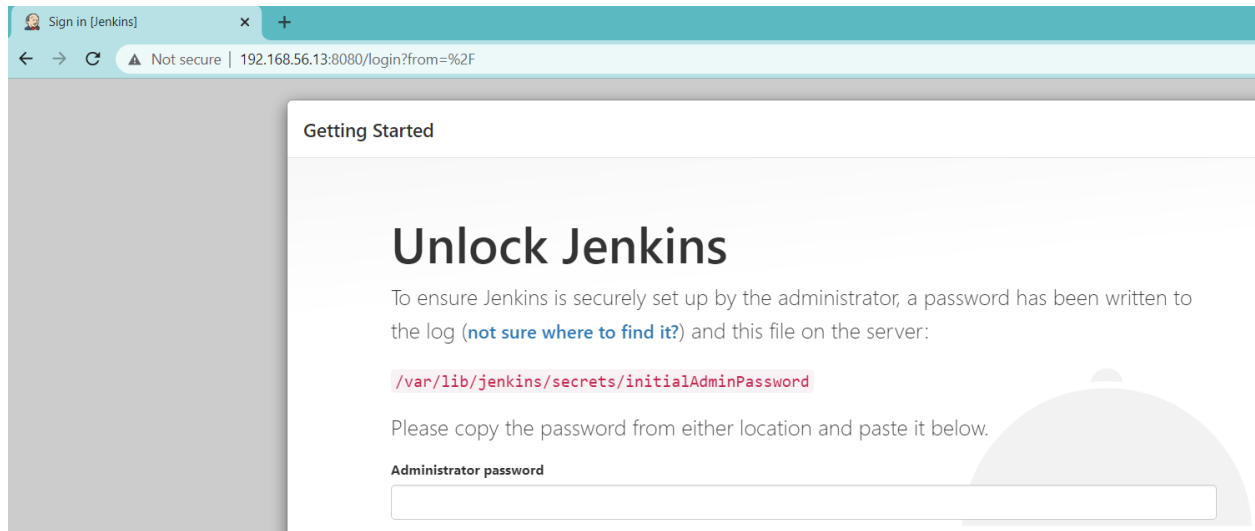 Sign in [Jenkins]
Not secure | 192.168.56.13:8080/login?from=%2F
Getting Started
Unlock Jenkins
To ensure Jenkins is securely set up by the administrator, a password has been written to
the log (not sure where to find it?) and this file on the server:
/var/lib/jenkins/secrets/initialAdminPassword
Please copy the password from either location and paste it below.
Administrator password